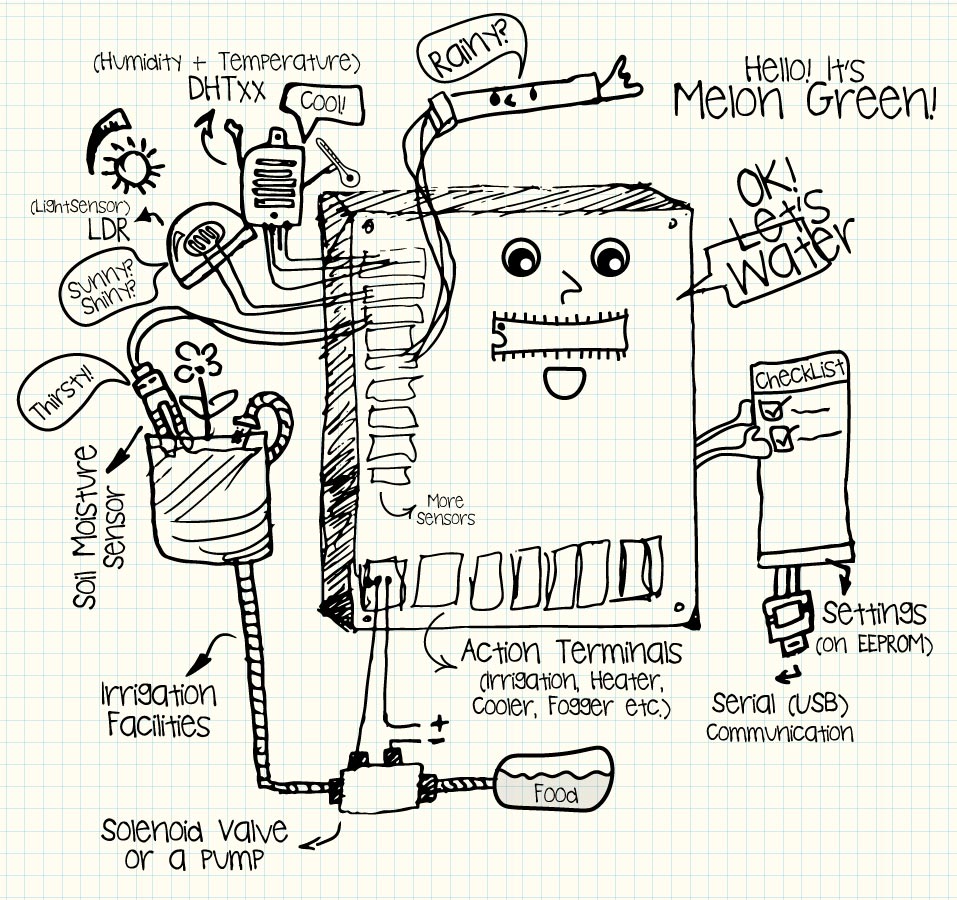 Rainy?
(Humidity + Temperature)
DHTxx
Cool!
Hello! It's
Melon Green!
(LightSensor)
LDR
Sunny?
Shiny?
OK!
Let's
Water
Thirsty!
CheckList
Soil Moisture
Sensor
More
Sensors
Settings
(on EEPROM)
Action Terminals
(Irrigation, Heater,
Cooler, Fogger etc.)
Irrigation
Facilities
Serial (USB)
Communication
+
-
Food
Solenoid Valve
or a Pump